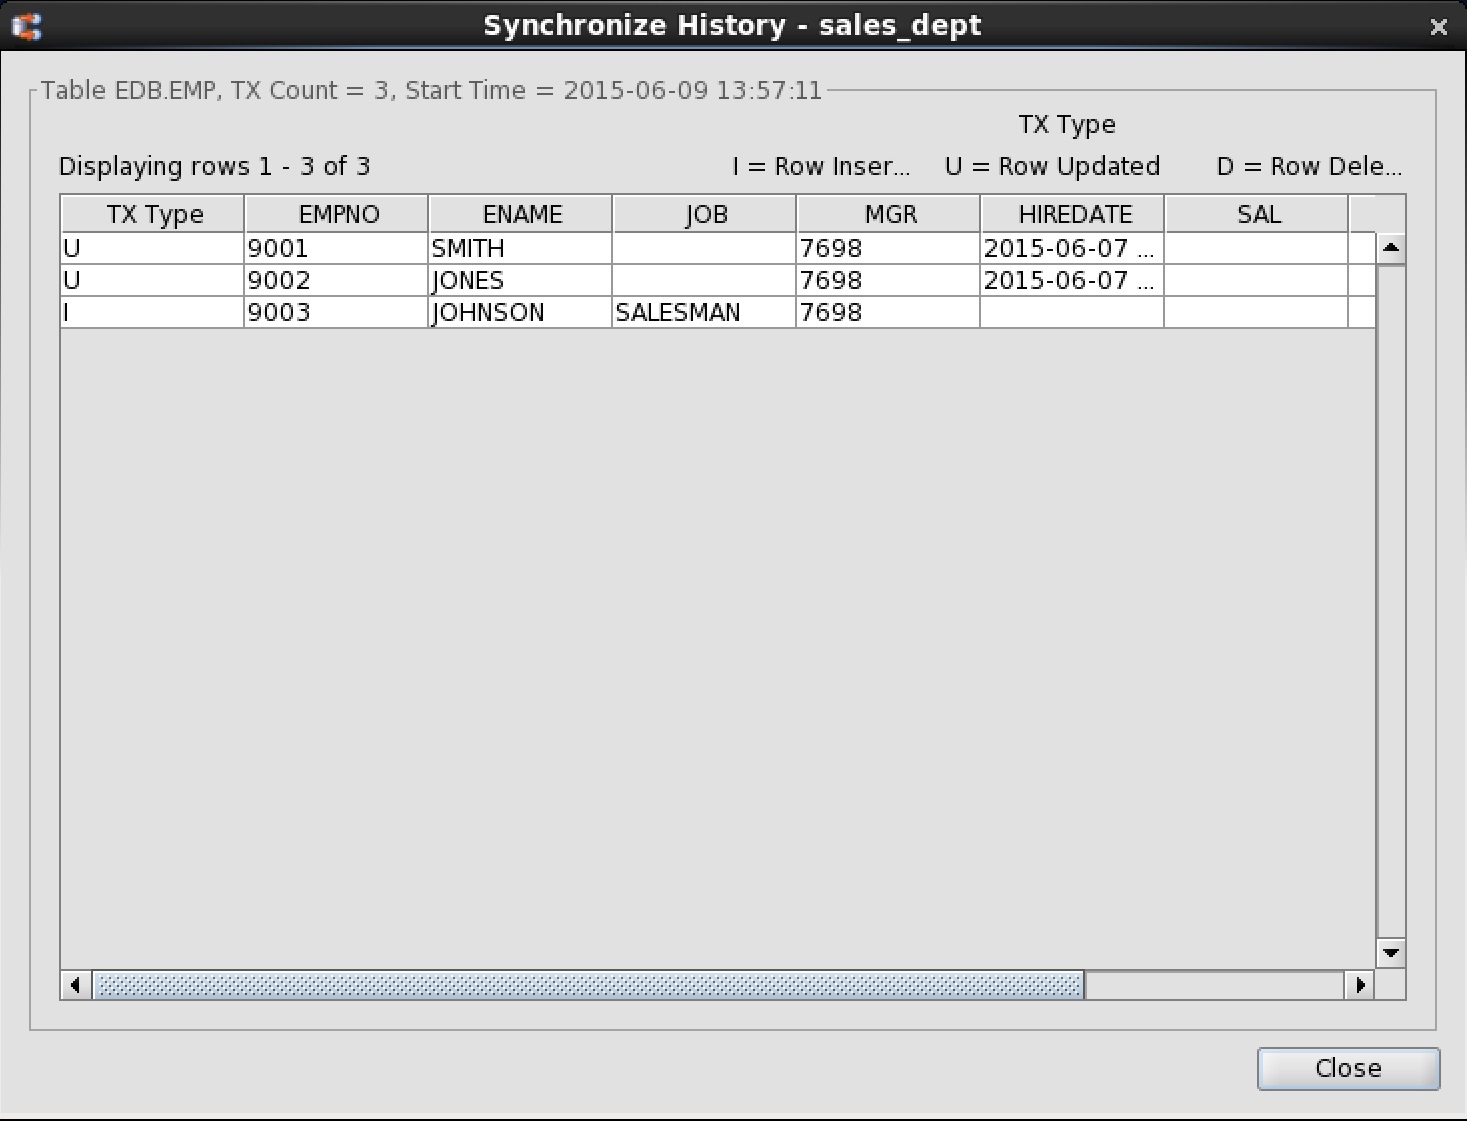 Synchronize History - sales_dept
Table EDB.EMP, TX Count = 3, Start Time = 2015-06-09 13:57:11
TX Type
Displaying rows 1 - 3 of 3 I = Row Inser... U = Row Updated D = Row Dele...
TX Type EMPNO ENAME JOB MGR HIREDATE SAL
U 9001 SMITH 7698 2015-06-07 ...
U 9002 JONES 7698 2015-06-07 ...
I 9003 JOHNSON SALESMAN 7698
Close